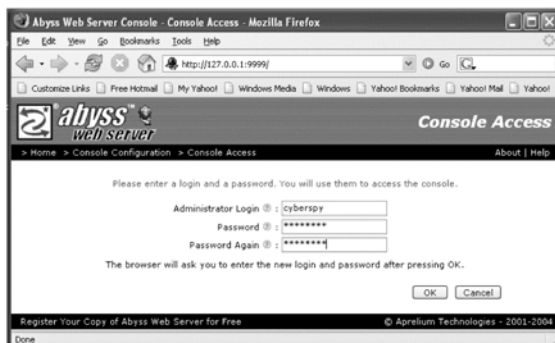 Abyss Web Server Console - Console Access - Mozilla Firefox
File Edit View Go Bookmarks Tools Help
http://127.0.0.1:9999/ Go
Customize Links Free Hotmail My Yahoo! Windows Media Windows Yahoo! Bookmarks Yahoo! Mail Yahoo!
abyss
web server
Console Access
> Home > Console Configuration > Console Access About | Help
Please enter a login and a password. You will use them to access the console.
Administrator Login : cyberspy
Password : ********
Password Again : ********
The browser will ask you to enter the new login and password after pressing OK.
OK Cancel
Register Your Copy of Abyss Web Server for Free © Aprelium Technologies - 2001-2004
Done